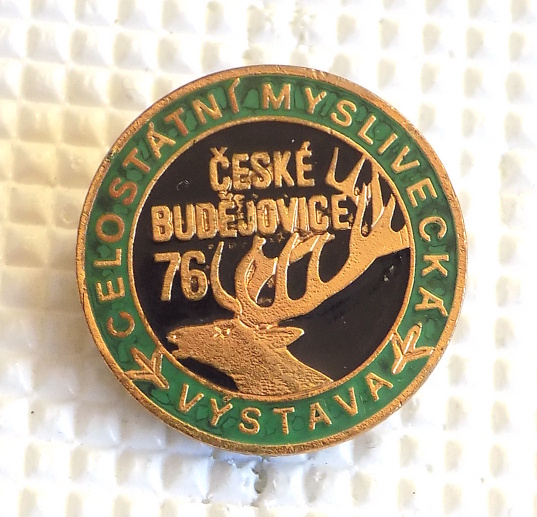 CELOSTÁTNÍ MYSLIVECKÁ
VÝSTAVA
ČESKÉ
BUDĚJOVICE
76